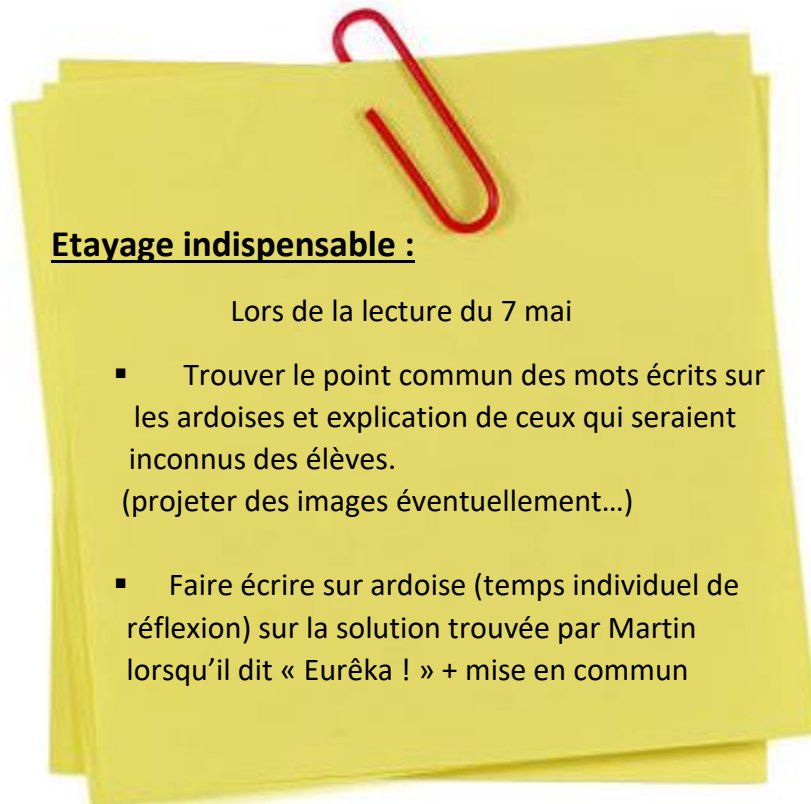 Etayage indispensable :
Lors de la lecture du 7 mai
▪ Trouver le point commun des mots écrits sur
les ardoises et explication de ceux qui seraient
inconnus des élèves.
(projeter des images éventuellement…)
▪ Faire écrire sur ardoise (temps individuel de
réflexion) sur la solution trouvée par Martin
lorsqu’il dit « Eurêka ! » + mise en commun